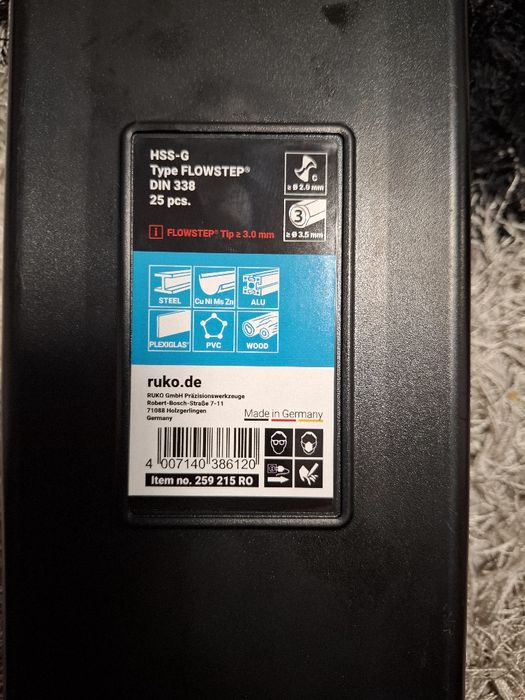 HSS-G
Type FLOWSTEP®
DIN 338
25 pcs.
C
≥ Ø 2.0 mm
3
≥ Ø 3.5 mm
i FLOWSTEP® Tip ≥ 3.0 mm
STEEL
Cu Ni Ms Zn
ALU
PLEXIGLAS®
PVC
WOOD
ruko.de
RUKO GmbH Präzisionswerkzeuge
Robert-Bosch-Straße 7-11
71088 Holzgerlingen
Germany
Made in Germany
4 007140 386120
Item no. 259 215 RO